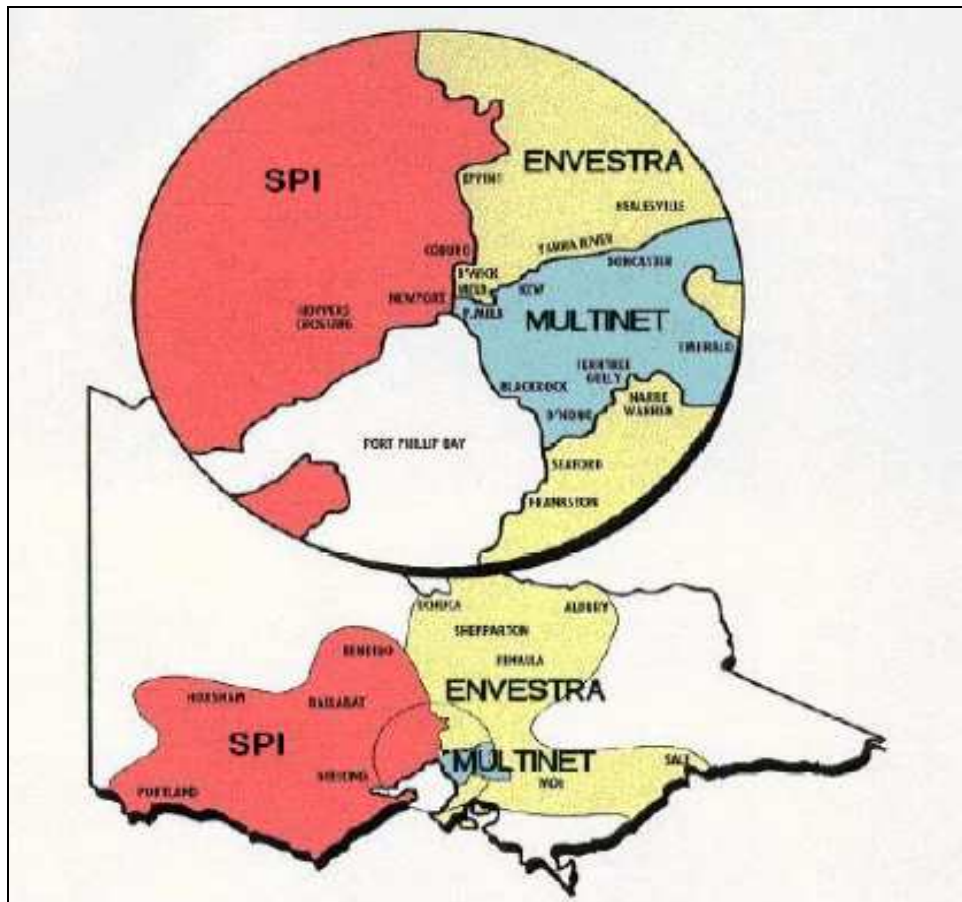 SPI
ENVESTRA
EPPING
HEALESVILLE
YARRA RIVER
COBURG
DONCASTER
B'WICK
KEW
NEWPORT
P.MELB
HOPPERS
CROSSING
MULTINET
EMERALD
FERNTREE
GULLY
BLACKROCK
NARRE
WARREN
D'NONG
PORT PHILLIP BAY
SEAFORD
FRANKSTON
ECHUCA
ALBURY
SHEPPARTON
BENDIGO
BENALLA
ENVESTRA
HORSHAM
BALLARAT
SPI
MULTINET
SALE
GEELONG
MOE
PORTLAND